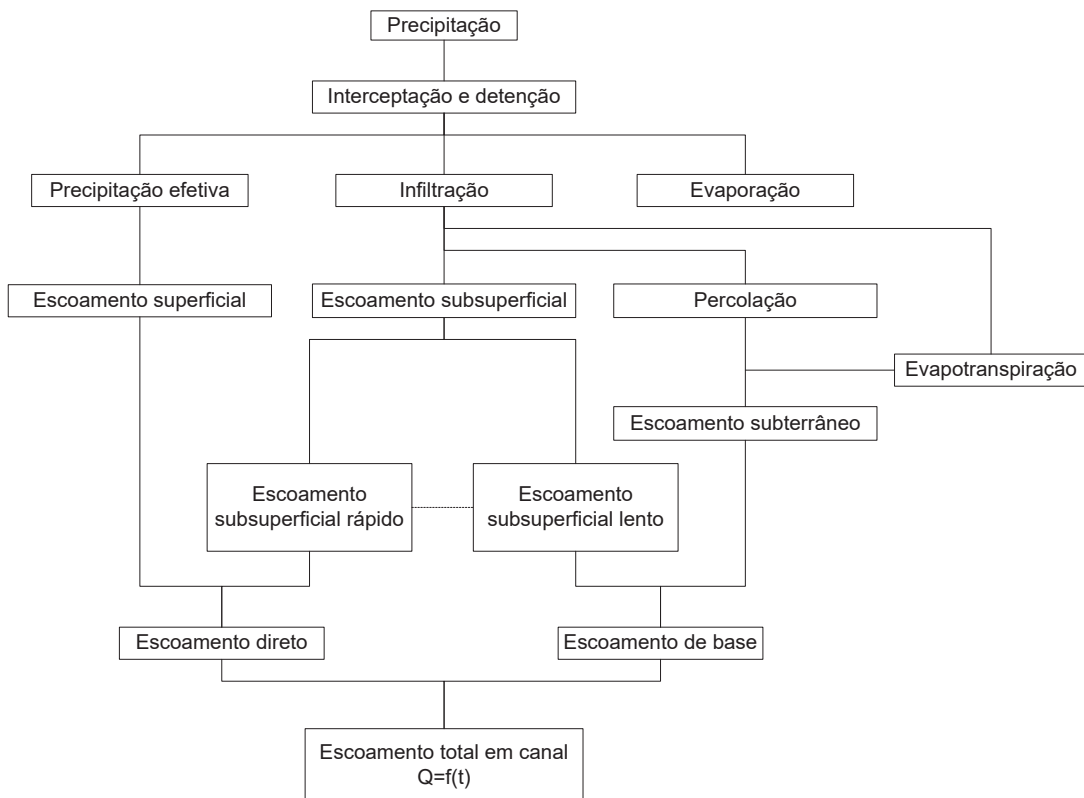 Precipitação
Interceptação e detenção
Precipitação efetiva
Infiltração
Evaporação
Escoamento superficial
Escoamento subsuperficial
Percolação
Evapotranspiração
Escoamento subterrâneo
Escoamento
subsuperficial rápido
Escoamento
subsuperficial lento
Escoamento direto
Escoamento de base
Escoamento total em canal
Q=f(t)